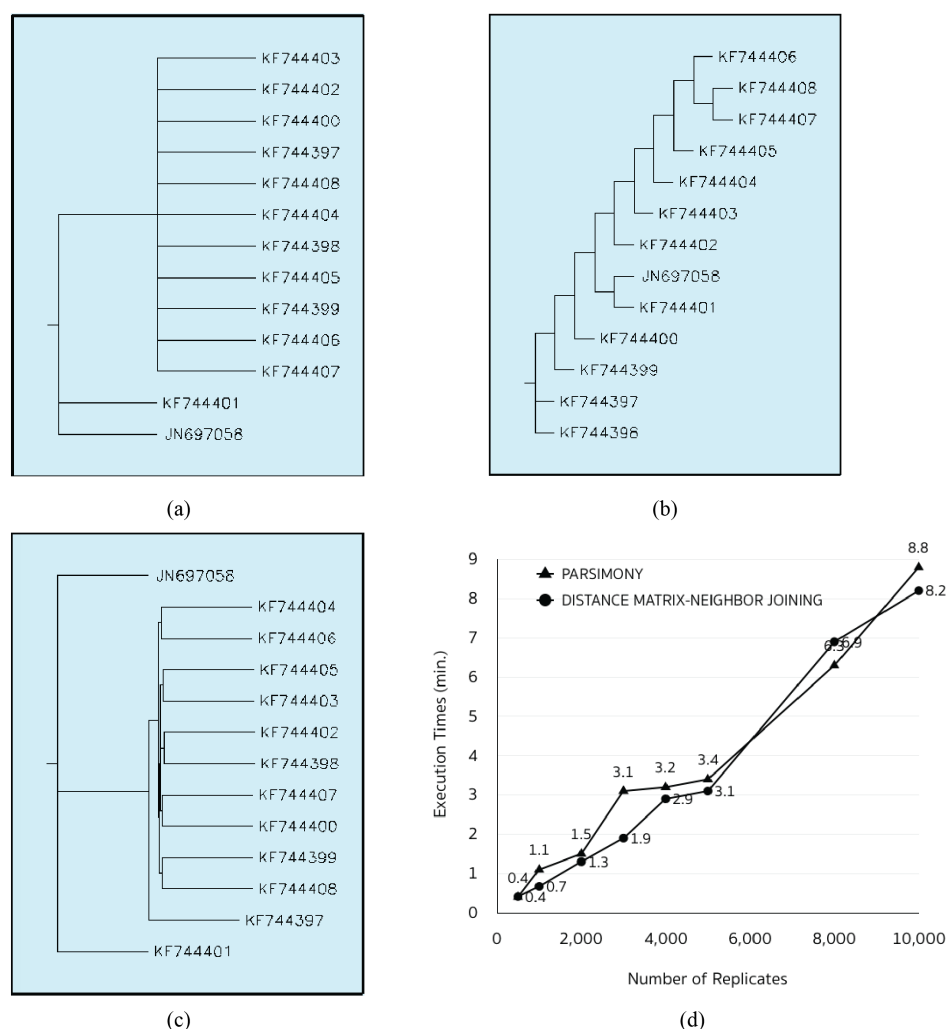 KF744403
KF744402
KF744400
KF744397
KF744408
KF744404
KF744398
KF744405
KF744399
KF744406
KF744407
KF744401
JN697058
(a)
KF744406
KF744408
KF744407
KF744405
KF744404
KF744403
KF744402
JN697058
KF744401
KF744400
KF744399
KF744397
KF744398
(b)
JN697058
KF744404
KF744406
KF744405
KF744403
KF744402
KF744398
KF744407
KF744400
KF744399
KF744408
KF744397
KF744401
(c)
PARSIMONY
DISTANCE MATRIX-NEIGHBOR JOINING
Execution Times (min.)
9
8
7
6
5
4
3
2
1
0
0.4
1.1
1.5
3.1
3.2
3.4
6.3
8.8
0.4
0.7
1.3
1.9
2.9
3.1
6.9
8.2
0 2,000 4,000 6,000 8,000 10,000
Number of Replicates
(d)